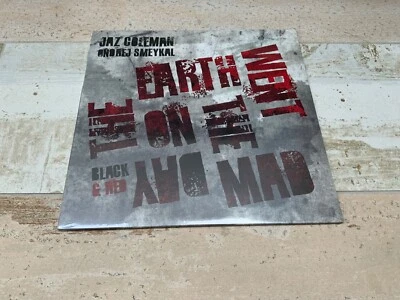 JAZ COLEMAN
ONDREJ SMEYKAL
EARTH
WENT
THE
ON
THE
BLACK
& RED
DAY
MAD